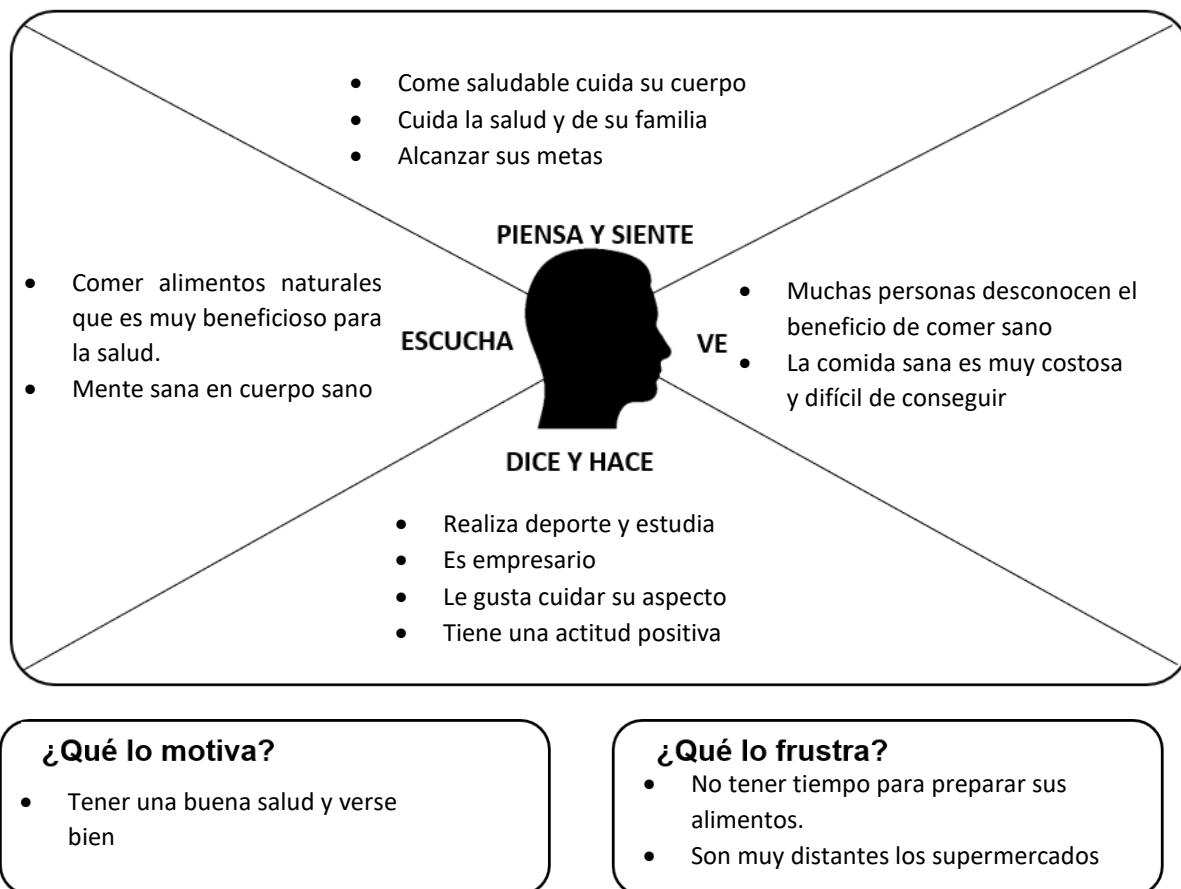 • Come saludable cuida su cuerpo
• Cuida la salud y de su familia
• Alcanzar sus metas
PIENSA Y SIENTE
• Comer alimentos naturales
que es muy beneficioso para
la salud.
• Mente sana en cuerpo sano
ESCUCHA
VE
• Muchas personas desconocen el
beneficio de comer sano
• La comida sana es muy costosa
y difícil de conseguir
DICE Y HACE
• Realiza deporte y estudia
• Es empresario
• Le gusta cuidar su aspecto
• Tiene una actitud positiva
¿Qué lo motiva?
• Tener una buena salud y verse
bien
¿Qué lo frustra?
• No tener tiempo para preparar sus
alimentos.
• Son muy distantes los supermercados